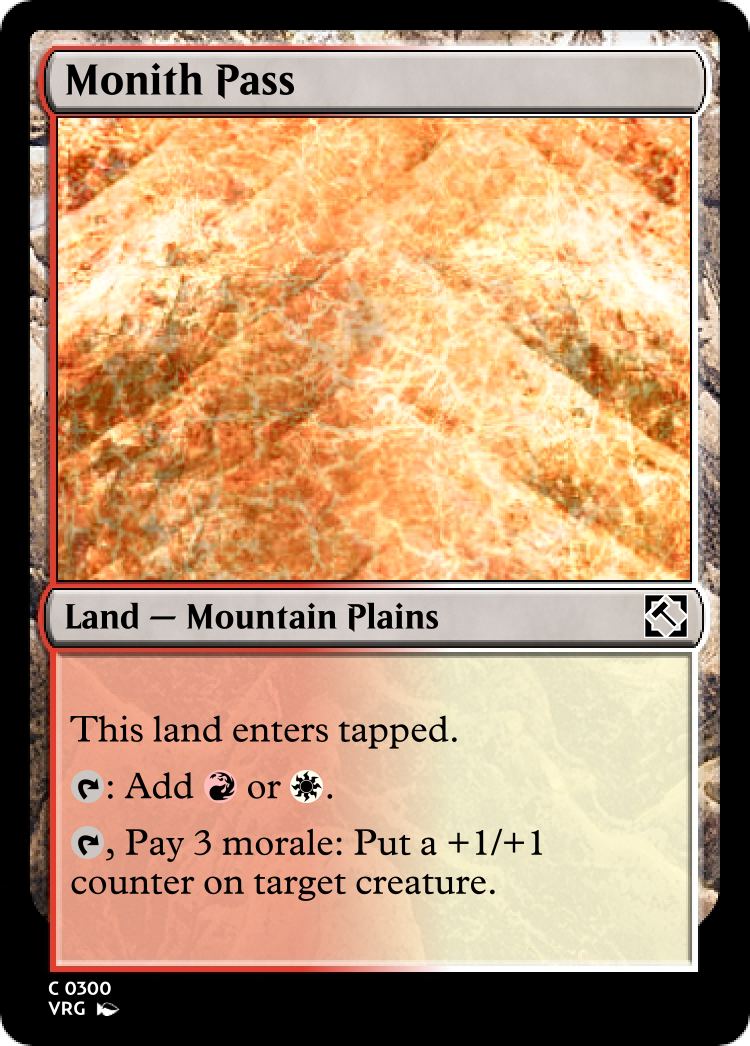 Monith Pass
Land — Mountain Plains
This land enters tapped.
: Add or .
, Pay 3 morale: Put a +1/+1
counter on target creature.
C 0300
VRG